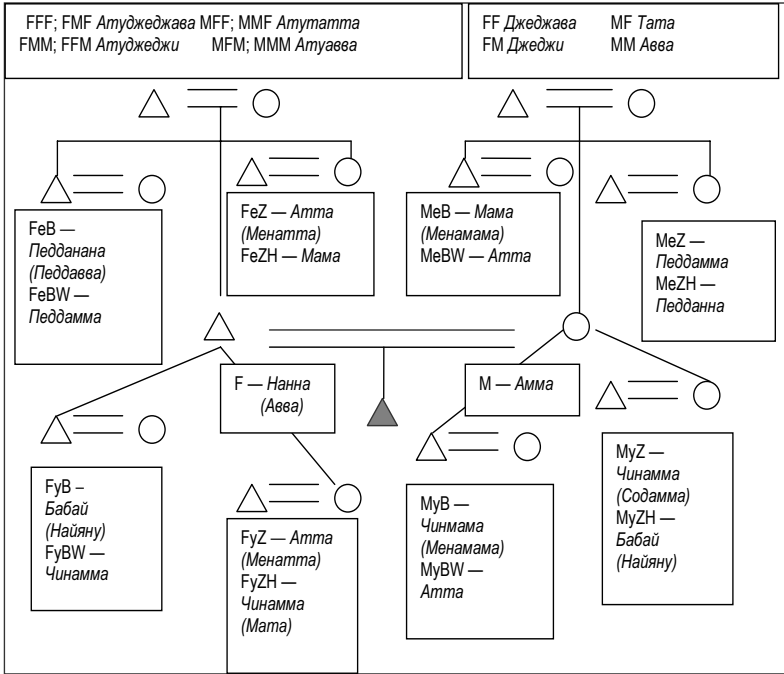 FFF; FMF Атуджеджава MFF; MMF Атутатта
FMM; FFM Атуджеджи MFM; MMM Атуавва
FF Джеджава MF Тата
FM Джеджи MM Авва
FeB —
Педданана
(Педдавва)
FeBW —
Педдамма
FeZ — Атта
(Менатта)
FeZH — Мама
MeB — Мама
(Менамама)
MeBW — Атта
MeZ —
Педдамма
MeZH —
Педданна
F — Нанна
(Авва)
M — Амма
FyB –
Бабай
(Найяну)
FyBW —
Чинамма
FyZ — Атта
(Менатта)
FyZH —
Чинамма
(Мата)
MyB —
Чинмама
(Менамама)
MyBW —
Атта
MyZ —
Чинамма
(Содамма)
MyZH —
Бабай
(Найяну)